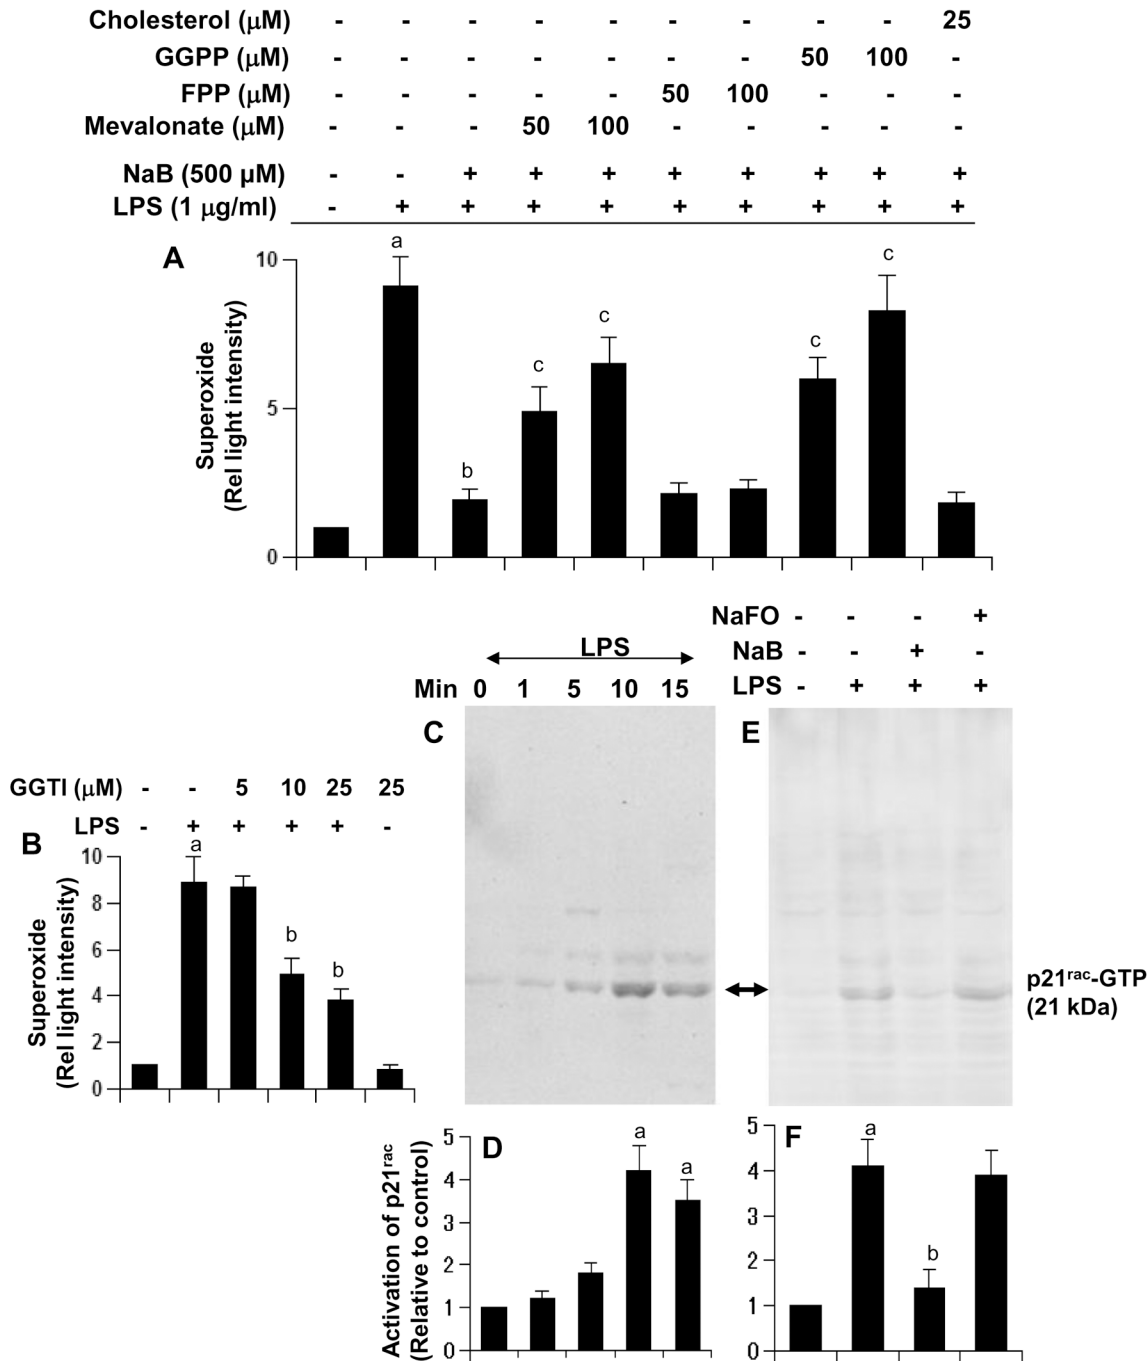 Cholesterol (μM) - - - - - - - - - 25
GGPP (μM) - - - - - - - 50 100 -
FPP (μM) - - - - - 50 100 - - -
Mevalonate (μM) - - - 50 100 - - - - -
NaB (500 μM) - - + + + + + + + +
LPS (1 μg/ml) - + + + + + + + + +
A
Superoxide
(Rel light intensity)
10
5
0
a
b
c
c
c
c
NaFO - - - +
NaB - - + -
LPS - + + +
LPS
Min 0 1 5 10 15
C
E
p21rac-GTP
(21 kDa)
GGTI (μM) - - 5 10 25 25
LPS - + + + + -
B
Superoxide
(Rel light intensity)
10
8
6
4
2
0
a
b
b
D
Activation of p21rac
(Relative to control)
5
4
3
2
1
0
a
a
F
5
4
3
2
1
0
a
b